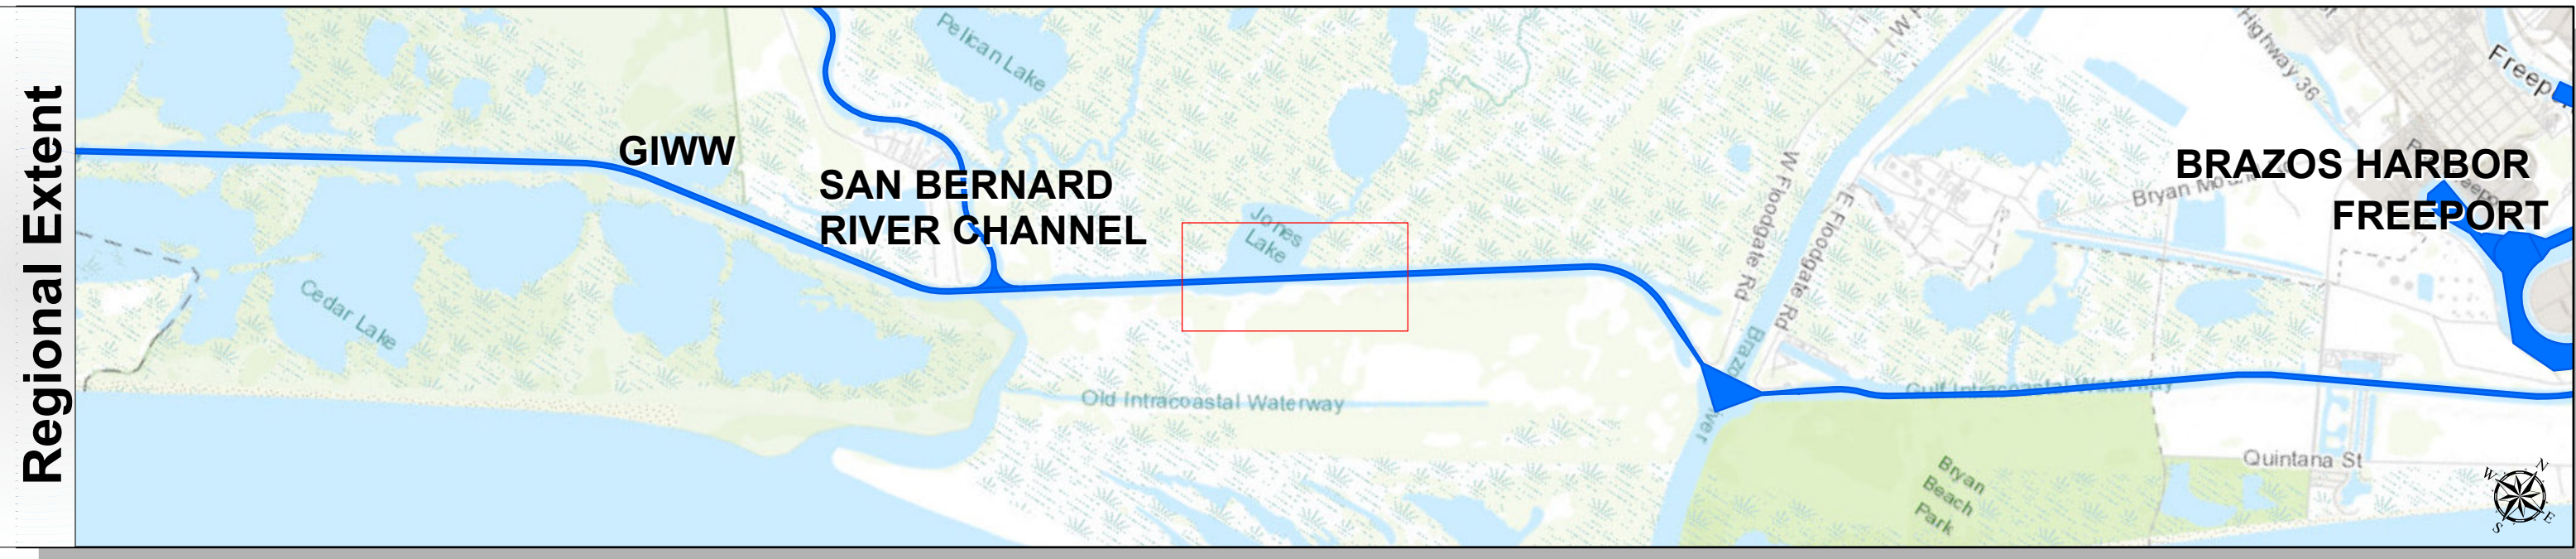 Regional Extent
Pelican Lake
Highway 36
Freep
GIWW
SAN BERNARD
RIVER CHANNEL
Jones
Lake
W Floodgate Rd
E Floodgate Rd
BRAZOS HARBOR
FREEPORT
Cedar Lake
Old Intracoastal Waterway
Gulf Intracoastal Waterway
Quintana St
Bryan
Beach
Park
N
W
E
S